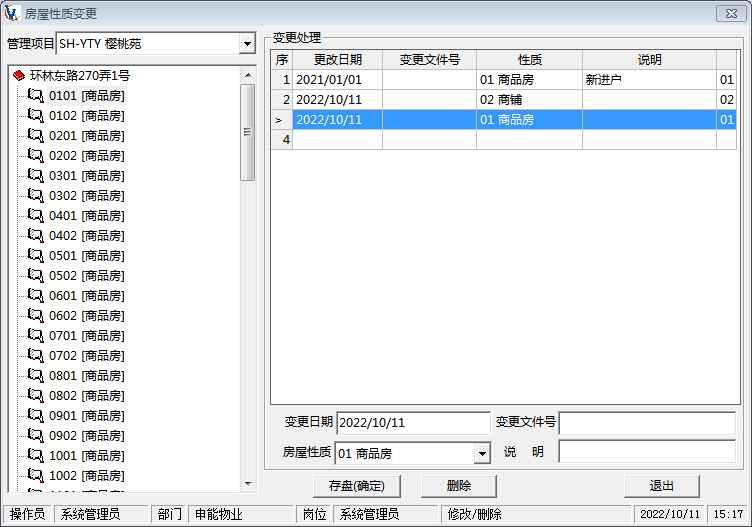 房屋性质变更
管理项目 SH-YTY 樱桃苑
环林东路270弄1号
0101 [商品房]
0102 [商品房]
0201 [商品房]
0202 [商品房]
0301 [商品房]
0302 [商品房]
0401 [商品房]
0402 [商品房]
0501 [商品房]
0502 [商品房]
0601 [商品房]
0602 [商品房]
0701 [商品房]
0702 [商品房]
0801 [商品房]
0802 [商品房]
0901 [商品房]
0902 [商品房]
1001 [商品房]
1002 [商品房]
变更处理
序 更改日期 变更文件号 性质 说明
1 2021/01/01 01 商品房 新进户 01
2 2022/10/11 02 商铺 02
> 2022/10/11 01 商品房 01
4
变更日期 2022/10/11 变更文件号
房屋性质 01 商品房 说 明
存盘(确定) 删除 退出
操作员 系统管理员 部门 申能物业 岗位 系统管理员 修改/删除 2022/10/11 15:17